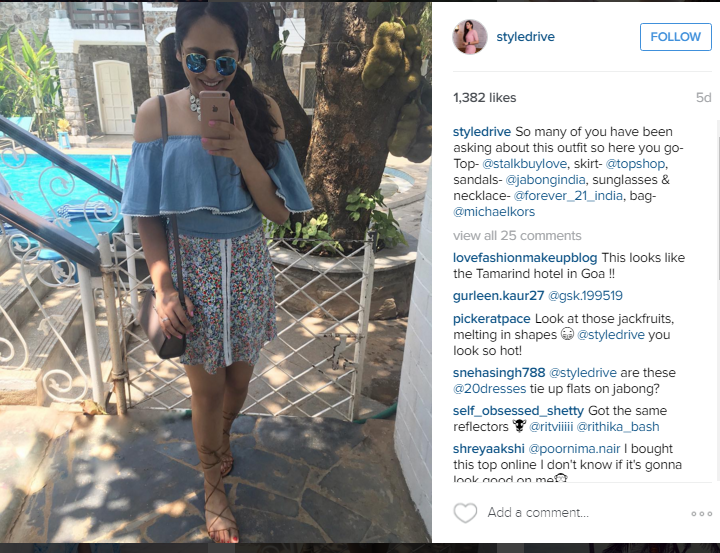 styledrive
FOLLOW
1,382 likes
5d
styledrive So many of you have been
asking about this outfit so here you go-
Top- @stalkbuylove, skirt- @topshop,
sandals- @jabongindia, sunglasses &
necklace- @forever_21_india, bag-
@michaelkors
view all 25 comments
lovefashionmakeupblog This looks like
the Tamarind hotel in Goa !!
gurleen.kaur27 @gsk.199519
pickeratpace Look at those jackfruits,
melting in shapes @styledrive you
look so hot!
snehasingh788 @styledrive are these
@20dresses tie up flats on jabong?
self_obsessed_shetty Got the same
reflectors @ritviiiii @rithika_bash
shreyaakshi @poornima.nair I bought
this top online I don't know if it's gonna
look good on me
Add a comment...